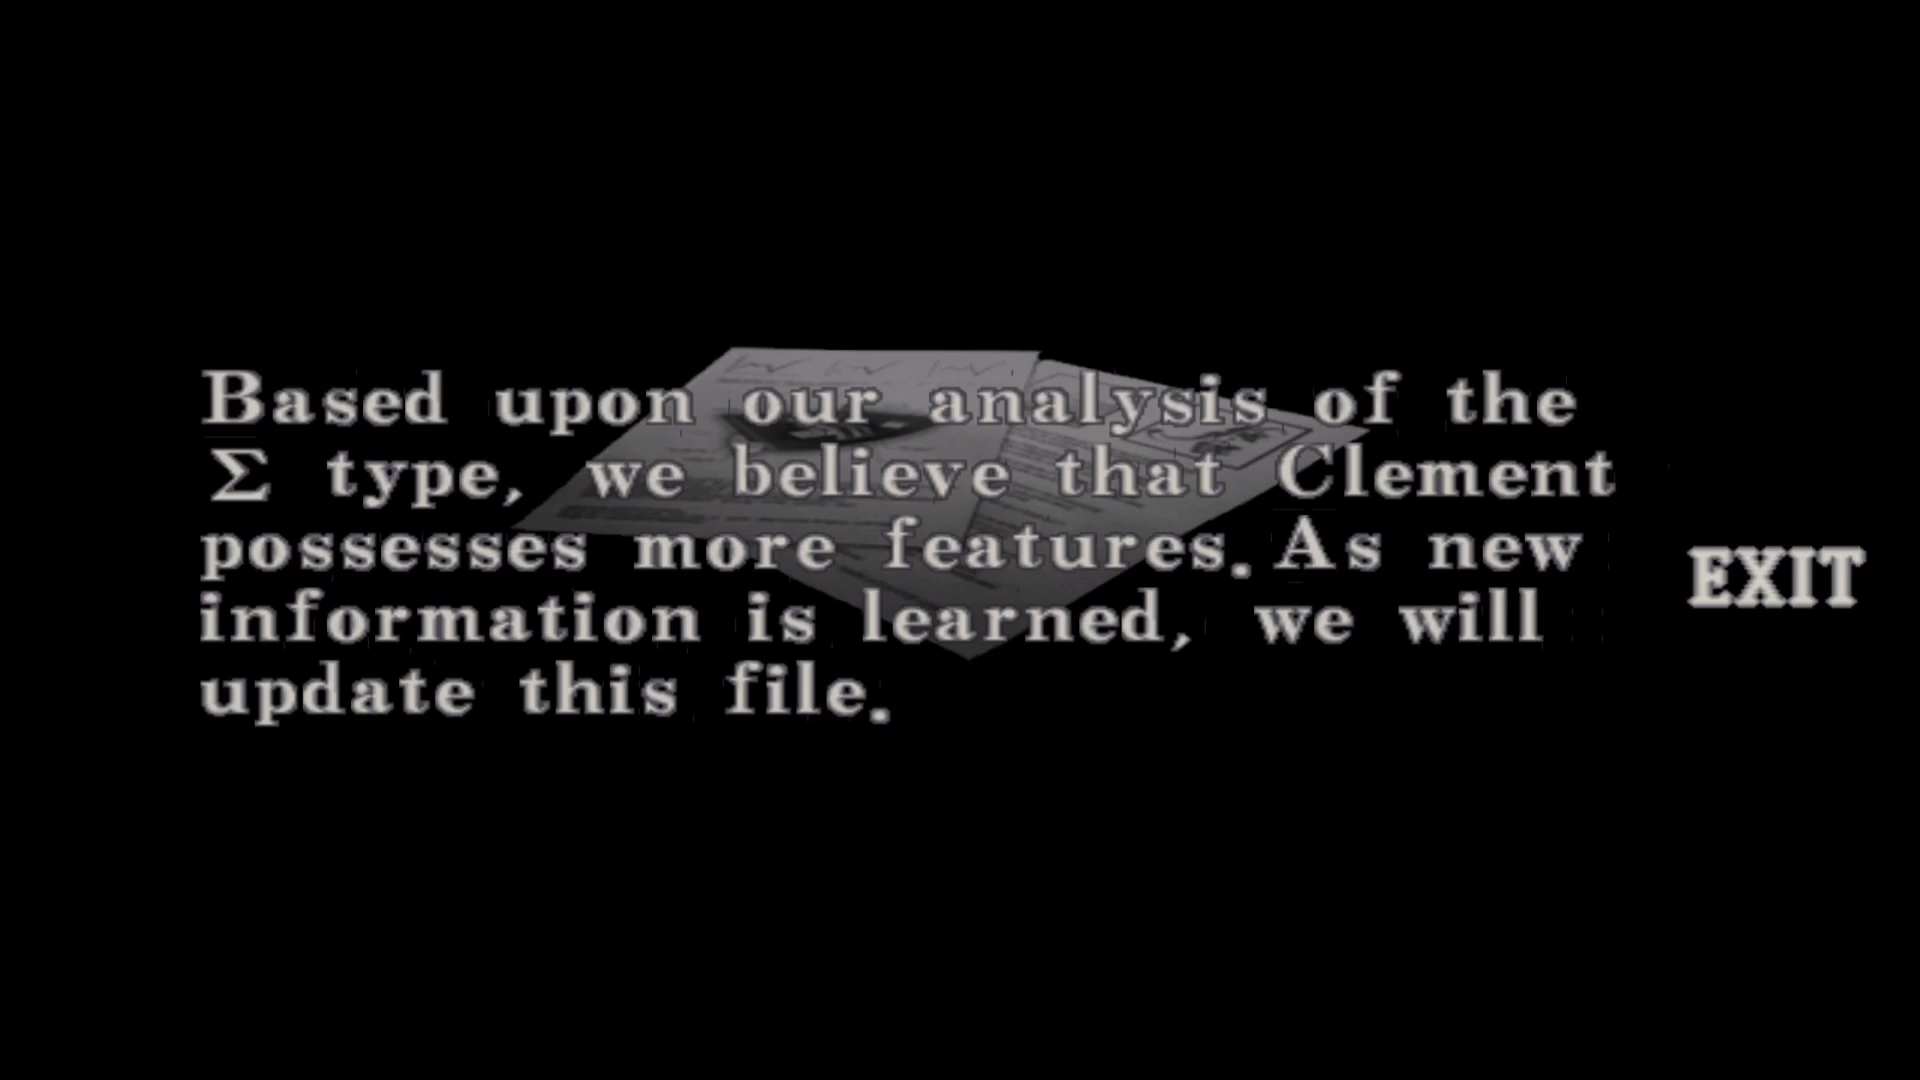 Based upon our analysis of the
Σ type, we believe that Clement
possesses more features. As new
information is learned, we will
update this file.
EXIT